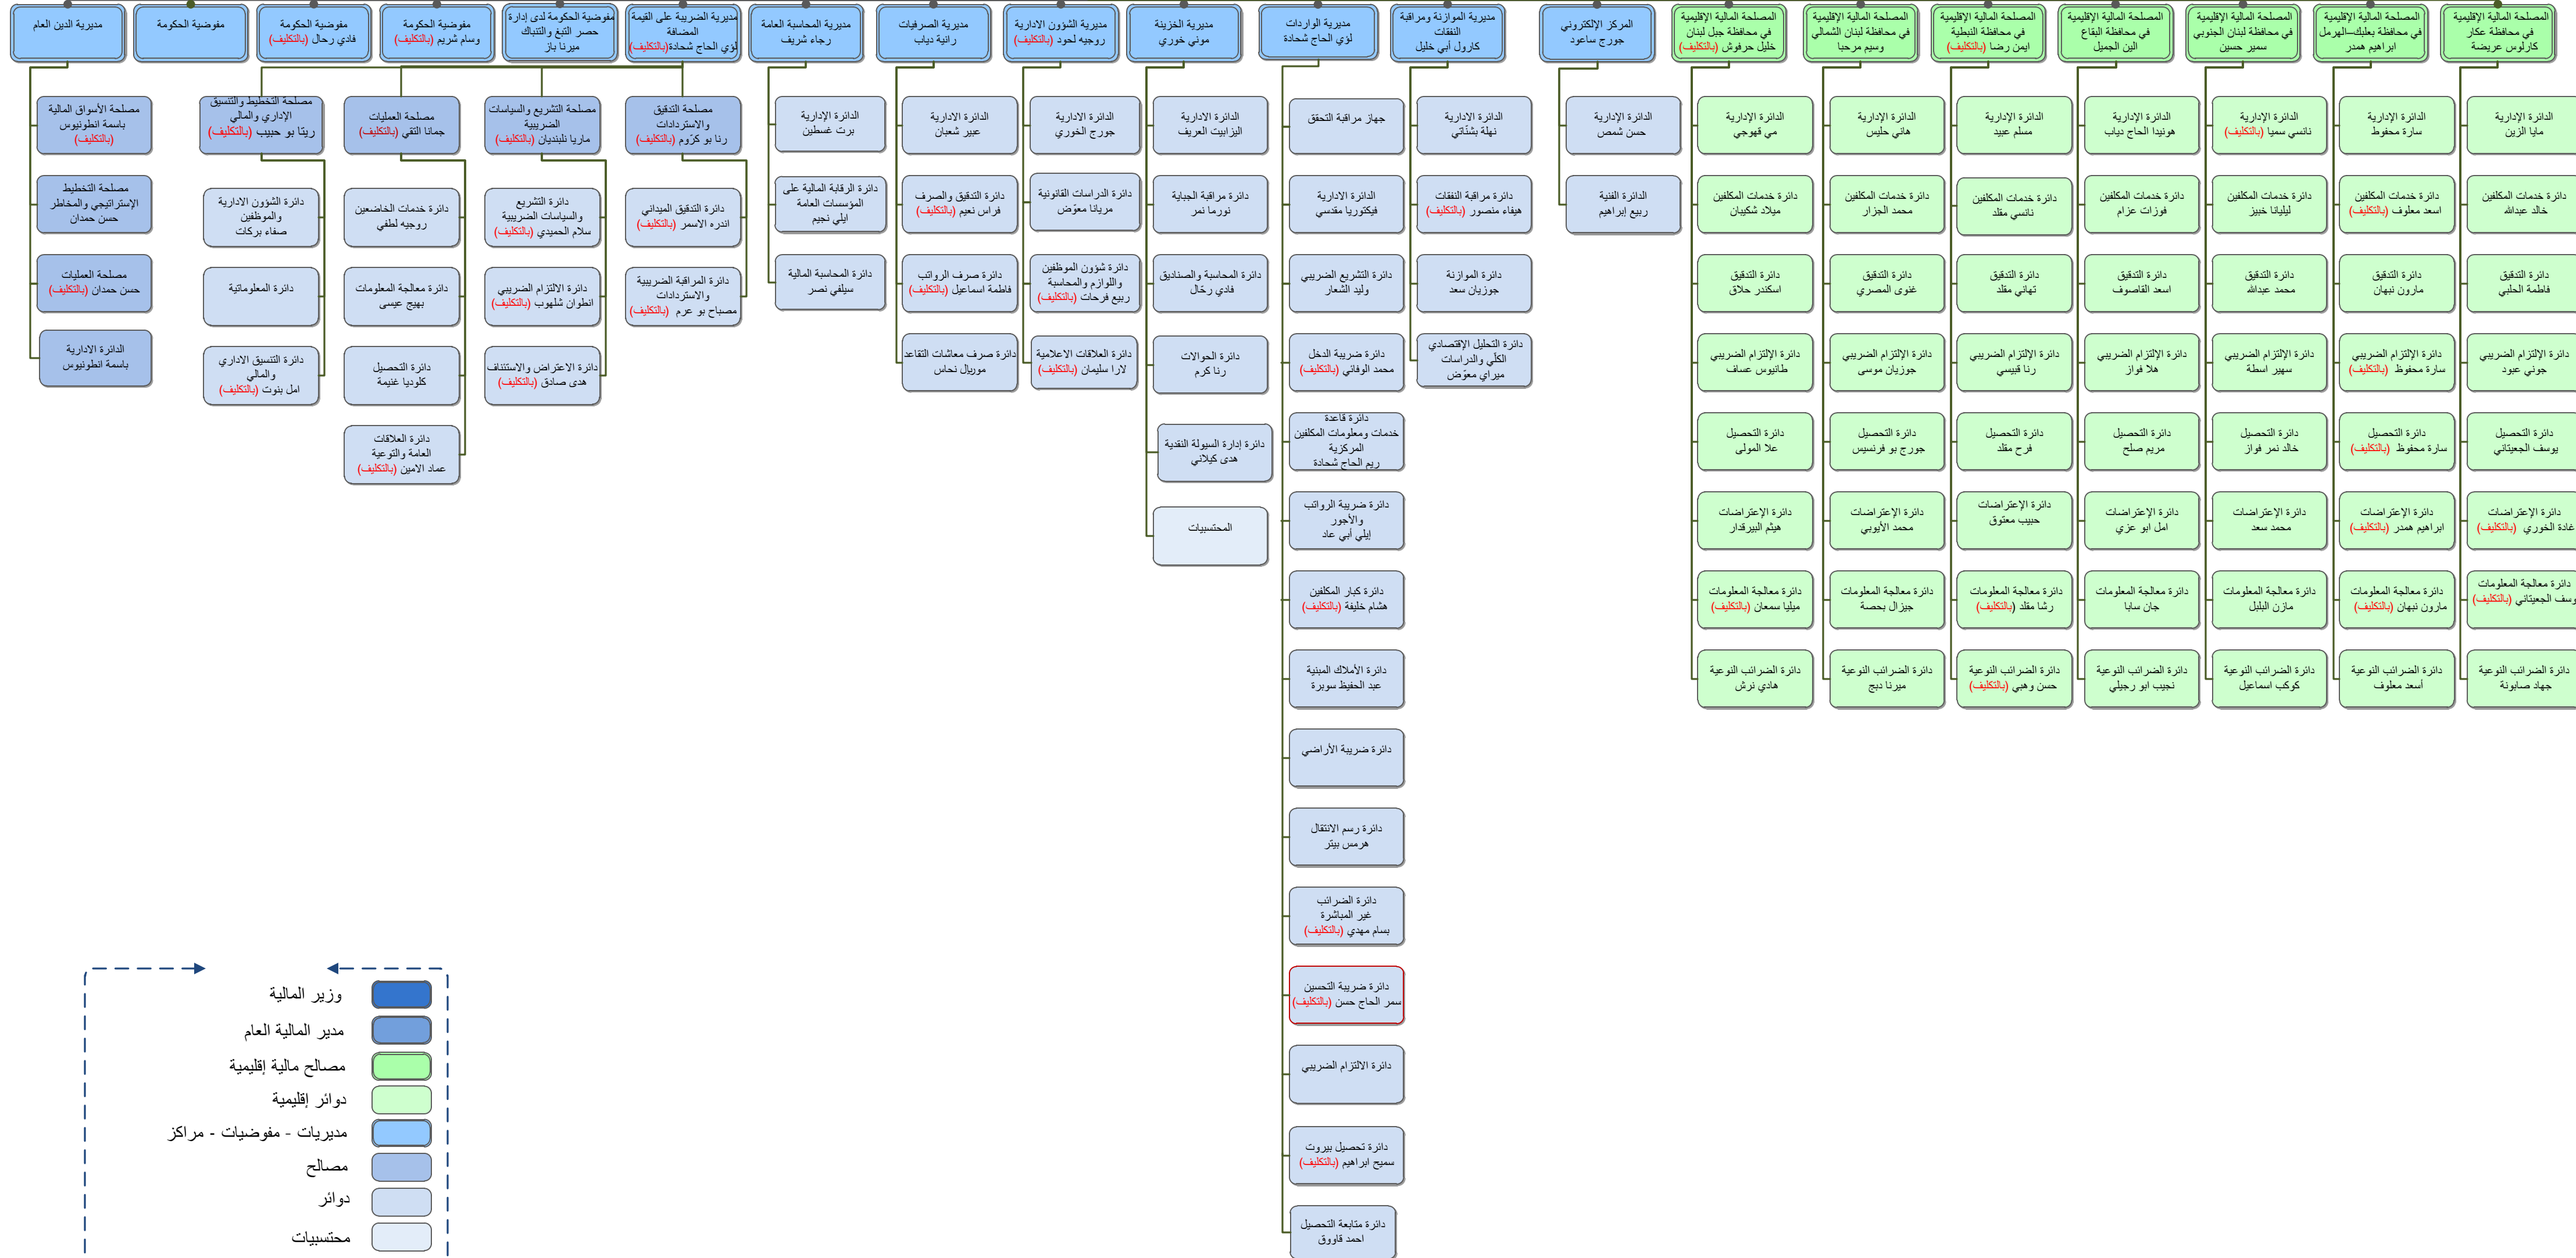 مديرية الدين العام
مفوضية الحكومة
مفوضية الحكومة
فادي رحال (بالتكليف)
مفوضية الحكومة
وسام شريم (بالتكليف)
مفوضية الحكومة لدى إدارة
حصر التبغ والتنباك
ميرنا باز
مديرية الضريبة على القيمة
المضافة
لؤي الحاج شحادة(بالتكليف)
مديرية المحاسبة العامة
رجاء شريف
مديرية الصرفيات
رانية دياب
مديرية الشؤون الادارية
روجيه لحود (بالتكليف)
مديرية الخزينة
موني خوري
مديرية الواردات
لؤي الحاج شحادة
مديرية الموازنة ومراقبة
النفقات
كارول أبي خليل
المركز الإلكتروني
جورج ساعود
المصلحة المالية الإقليمية
في محافظة جبل لبنان
خليل حرفوش (بالتكليف)
المصلحة المالية الإقليمية
في محافظة لبنان الشمالي
وسيم مرحبا
المصلحة المالية الإقليمية
في محافظة النبطية
ايمن رضا (بالتكليف)
المصلحة المالية الإقليمية
في محافظة البقاع
الين الجميل
المصلحة المالية الإقليمية
في محافظة لبنان الجنوبي
سمير حسين
المصلحة المالية الإقليمية
في محافظة بعلبك–الهرمل
ابراهيم همدر
المصلحة المالية الإقليمية
في محافظة عكار
كارلوس عريضة
مصلحة الأسواق المالية
باسمة انطونيوس
(بالتكليف)
مصلحة التخطيط
الإستراتيجي والمخاطر
حسن حمدان
مصلحة العمليات
حسن حمدان (بالتكليف)
الدائرة الادارية
باسمة انطونيوس
مصلحة التخطيط والتنسيق
الإداري والمالي
ريتا بو حبيب (بالتكليف)
دائرة الشؤون الادارية
والموظفين
صفاء بركات
دائرة المعلوماتية
دائرة التنسيق الاداري
والمالي
امل بنوت (بالتكليف)
مصلحة العمليات
جمانا التقي (بالتكليف)
دائرة خدمات الخاضعين
روجيه لطفي
دائرة معالجة المعلومات
بهيج عيسى
دائرة التحصيل
كلوديا غنيمة
دائرة العلاقات
العامة والتوعية
عماد الامين (بالتكليف)
مصلحة التشريع والسياسات
الضريبية
ماريا نلبنديان (بالتكليف)
دائرة التشريع
والسياسات الضريبية
سلام الحميدي (بالتكليف)
دائرة الالتزام الضريبي
انطوان شلهوب (بالتكليف)
دائرة الاعتراض والاستئناف
هدى صادق (بالتكليف)
مصلحة التدقيق
والاستردادات
رنا بو كرّوم (بالتكليف)
دائرة التدقيق الميداني
اندره الاسمر (بالتكليف)
دائرة المراقبة الضريبية
والاستردادات
مصباح بو عرم (بالتكليف)
الدائرة الإدارية
برت غسطين
دائرة الرقابة المالية على
المؤسسات العامة
ايلي نجيم
دائرة المحاسبة المالية
سيلفي نصر
الدائرة الادارية
عبير شعبان
دائرة التدقيق والصرف
فراس نعيم (بالتكليف)
دائرة صرف الرواتب
فاطمة اسماعيل (بالتكليف)
دائرة صرف معاشات التقاعد
موريال نحاس
الدائرة الادارية
جورج الخوري
دائرة الدراسات القانونية
مريانا معوّض
دائرة شؤون الموظفين
واللوازم والمحاسبة
ربيع فرحات (بالتكليف)
دائرة العلاقات الاعلامية
لارا سليمان (بالتكليف)
الدائرة الادارية
اليزابيت العريف
دائرة مراقبة الجباية
نورما نمر
دائرة المحاسبة والصناديق
فادي رحّال
دائرة الحوالات
رنا كرم
دائرة إدارة السيولة النقدية
هدى كيلاني
المحتسبيات
جهاز مراقبة التحقق
الدائرة الادارية
فيكتوريا مقدسي
دائرة التشريع الضريبي
وليد الشعار
دائرة ضريبة الدخل
محمد الوفائي (بالتكليف)
دائرة قاعدة
خدمات ومعلومات المكلفين
المركزية
ريم الحاج شحادة
دائرة ضريبة الرواتب
والأجور
إيلي أبي عاد
دائرة كبار المكلفين
هشام خليفة (بالتكليف)
دائرة الأملاك المبنية
عبد الحفيظ سوبرة
دائرة ضريبة الأراضي
دائرة رسم الانتقال
هرمس بيتر
دائرة الضرائب
غير المباشرة
بسام مهدي (بالتكليف)
دائرة ضريبة التحسين
سمر الحاج حسن (بالتكليف)
دائرة الالتزام الضريبي
دائرة تحصيل بيروت
سميح ابراهيم (بالتكليف)
دائرة متابعة التحصيل
احمد قاووق
الدائرة الادارية
نهلة بشنّاتي
دائرة مراقبة النفقات
هيفاء منصور (بالتكليف)
دائرة الموازنة
جوزيان سعد
دائرة التحليل الإقتصادي
الكلّي والدراسات
ميراي معوّض
الدائرة الإدارية
حسن شمص
الدائرة الفنية
ربيع إبراهيم
الدائرة الإدارية
مي قهوجي
دائرة خدمات المكلفين
ميلاد شكيبان
دائرة التدقيق
اسكندر حلاق
دائرة الإلتزام الضريبي
طانيوس عساف
دائرة التحصيل
علا المولى
دائرة الإعتراضات
هيثم البيرقدار
دائرة معالجة المعلومات
ميليا سمعان (بالتكليف)
دائرة الضرائب النوعية
هادي نرش
الدائرة الإدارية
هاني حليس
دائرة خدمات المكلفين
محمد الجزار
دائرة التدقيق
غنوى المصري
دائرة الإلتزام الضريبي
جوزيان موسى
دائرة التحصيل
جورج بو فرنسيس
دائرة الإعتراضات
محمد الأيوبي
دائرة معالجة المعلومات
جيزال بحصة
دائرة الضرائب النوعية
ميرنا دبج
الدائرة الإدارية
مسلم عبيد
دائرة خدمات المكلفين
نانسي مقلد
دائرة التدقيق
تهاني مقلد
دائرة الإلتزام الضريبي
رنا قبيسي
دائرة التحصيل
فرح مقلد
دائرة الإعتراضات
حبيب معتوق
دائرة معالجة المعلومات
رشا مقلد (بالتكليف)
دائرة الضرائب النوعية
حسن وهبي (بالتكليف)
الدائرة الإدارية
هونيدا الحاج دياب
دائرة خدمات المكلفين
فوزات عزام
دائرة التدقيق
اسعد القاصوف
دائرة الإلتزام الضريبي
هلا فواز
دائرة التحصيل
مريم صلح
دائرة الإعتراضات
امل ابو عزي
دائرة معالجة المعلومات
جان سابا
دائرة الضرائب النوعية
نجيب ابو رجيلي
الدائرة الإدارية
نانسي سميا (بالتكليف)
دائرة خدمات المكلفين
ليليانا خبيز
دائرة التدقيق
محمد عبدالله
دائرة الإلتزام الضريبي
سهير اسطة
دائرة التحصيل
خالد نمر فواز
دائرة الإعتراضات
محمد سعد
دائرة معالجة المعلومات
مازن البلبل
دائرة الضرائب النوعية
كوكب اسماعيل
الدائرة الإدارية
سارة محفوط
دائرة خدمات المكلفين
اسعد معلوف (بالتكليف)
دائرة التدقيق
مارون نبهان
دائرة الإلتزام الضريبي
سارة محفوظ (بالتكليف)
دائرة التحصيل
سارة محفوظ (بالتكليف)
دائرة الإعتراضات
ابراهيم همدر (بالتكليف)
دائرة معالجة المعلومات
مارون نبهان (بالتكليف)
دائرة الضرائب النوعية
أسعد معلوف
الدائرة الإدارية
مايا الزين
دائرة خدمات المكلفين
خالد عبدالله
دائرة التدقيق
فاطمة الحلبي
دائرة الإلتزام الضريبي
جوني عبود
دائرة التحصيل
يوسف الجعيتاني
دائرة الإعتراضات
غادة الخوري (بالتكليف)
دائرة معالجة المعلومات
وسف الجعيتاني (بالتكليف)
دائرة الضرائب النوعية
جهاد صابونة
وزير المالية
مدير المالية العام
مصالح مالية إقليمية
دوائر إقليمية
مديريات - مفوضيات - مراكز
مصالح
دوائر
محتسبيات